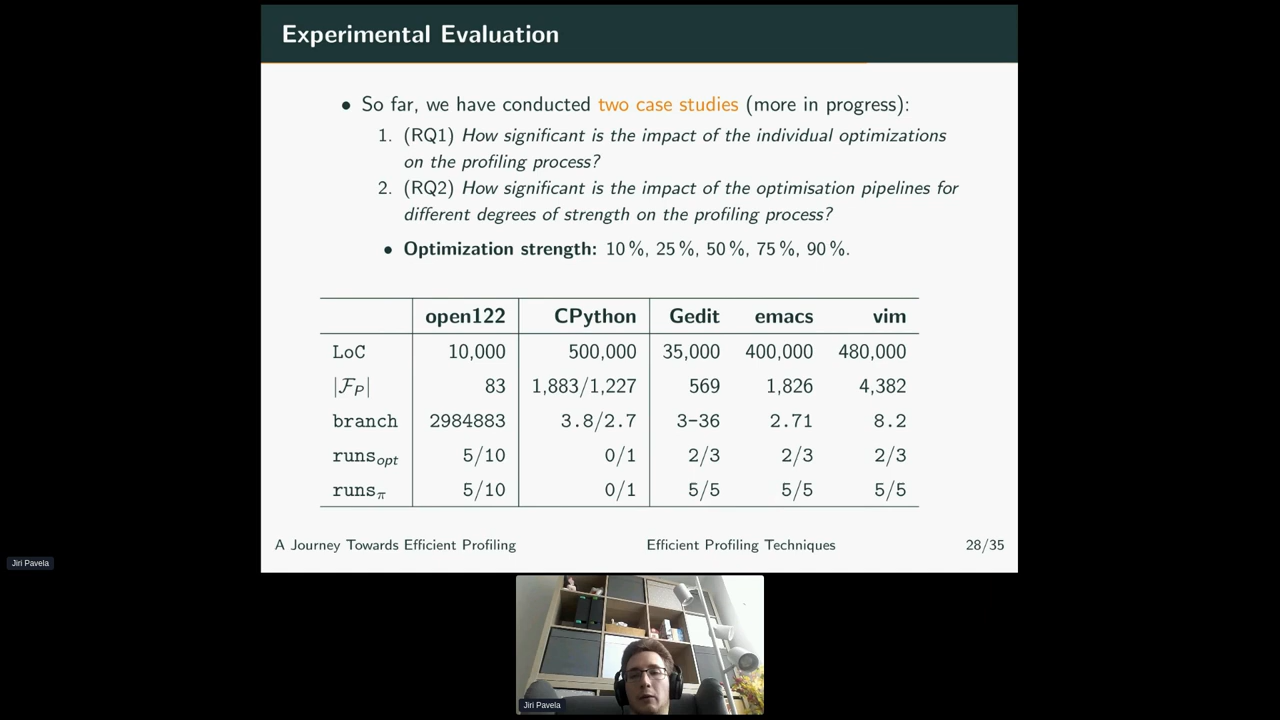 Experimental Evaluation
• So far, we have conducted two case studies (more in progress):
1. (RQ1) How significant is the impact of the individual optimizations
on the profiling process?
2. (RQ2) How significant is the impact of the optimisation pipelines for
different degrees of strength on the profiling process?
• Optimization strength: 10 %, 25 %, 50 %, 75 %, 90 %.
open122 CPython Gedit emacs vim
LoC 10,000 500,000 35,000 400,000 480,000
|ℱ_P| 83 1,883/1,227 569 1,826 4,382
branch 2984883 3.8/2.7 3-36 2.71 8.2
runs_opt 5/10 0/1 2/3 2/3 2/3
runs_π 5/10 0/1 5/5 5/5 5/5
A Journey Towards Efficient Profiling Efficient Profiling Techniques 28/35
Jiri Pavela
Jiri Pavela